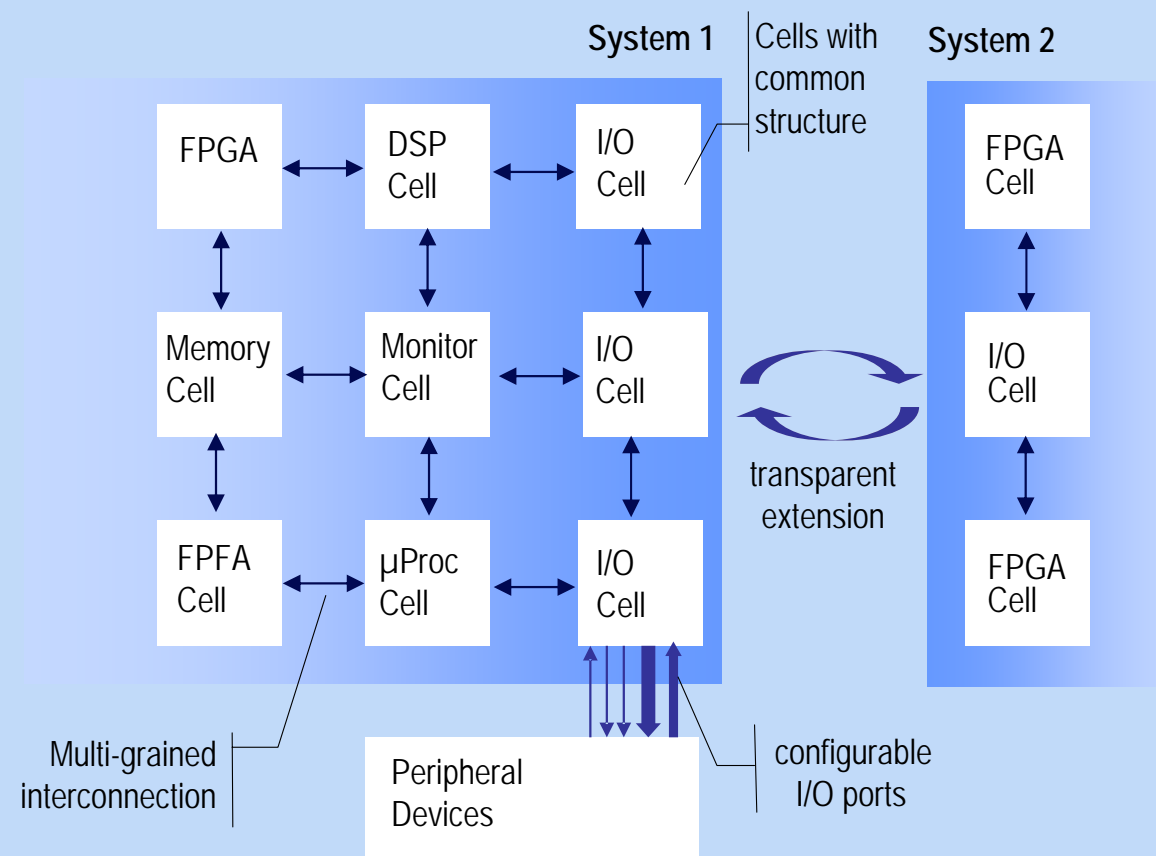 System 1
Cells with
common
structure
System 2
FPGA
DSP
Cell
I/O
Cell
FPGA
Cell
Memory
Cell
Monitor
Cell
I/O
Cell
I/O
Cell
transparent
extension
FPFA
Cell
µProc
Cell
I/O
Cell
FPGA
Cell
Multi-grained
interconnection
Peripheral
Devices
configurable
I/O ports